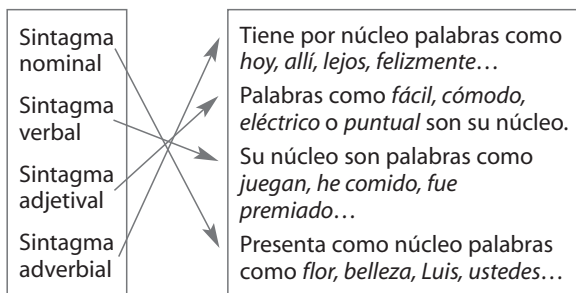 Sintagma
nominal
Sintagma
verbal
Sintagma
adjetival
Sintagma
adverbial
Tiene por núcleo palabras como
hoy, allí, lejos, felizmente…
Palabras como fácil, cómodo,
eléctrico o puntual son su núcleo.
Su núcleo son palabras como
juegan, he comido, fue
premiado…
Presenta como núcleo palabras
como flor, belleza, Luis, ustedes…